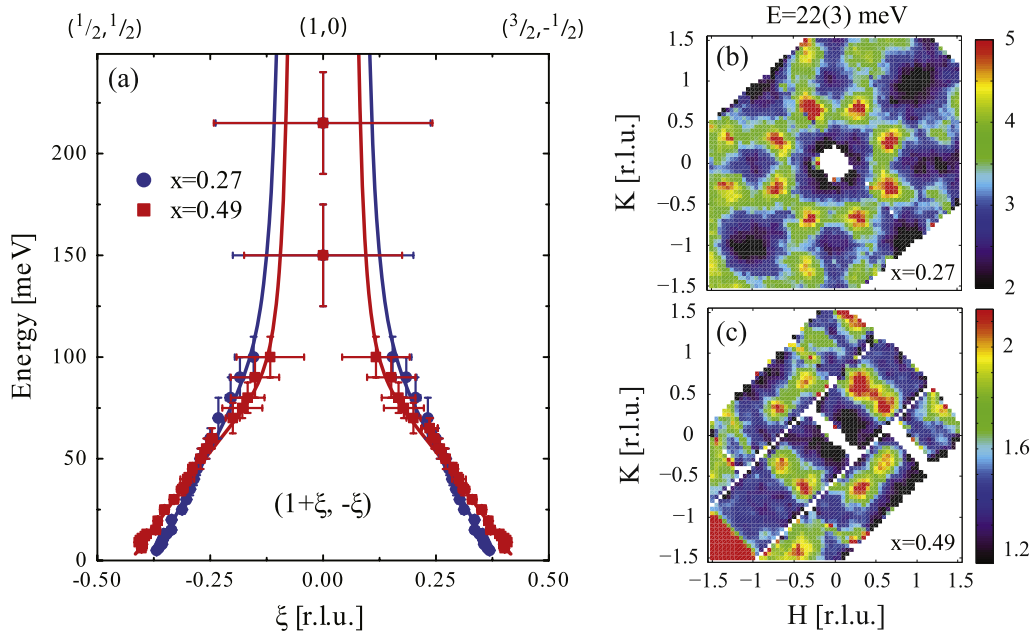 (1/2,1/2) (1,0) (3/2,-1/2)
(a)
x=0.27
x=0.49
(1+ξ, -ξ)
Energy [meV]
200
150
100
50
0
-0.50 -0.25 0.00 0.25 0.50
ξ [r.l.u.]
E=22(3) meV
(b)
x=0.27
K [r.l.u.]
1.5
1
0.5
0
−0.5
−1
−1.5
5
4
3
2
(c)
x=0.49
K [r.l.u.]
1.5
1
0.5
0
−0.5
−1
−1.5
2
1.6
1.2
−1.5 −1 −0.5 0 0.5 1 1.5
H [r.l.u.]